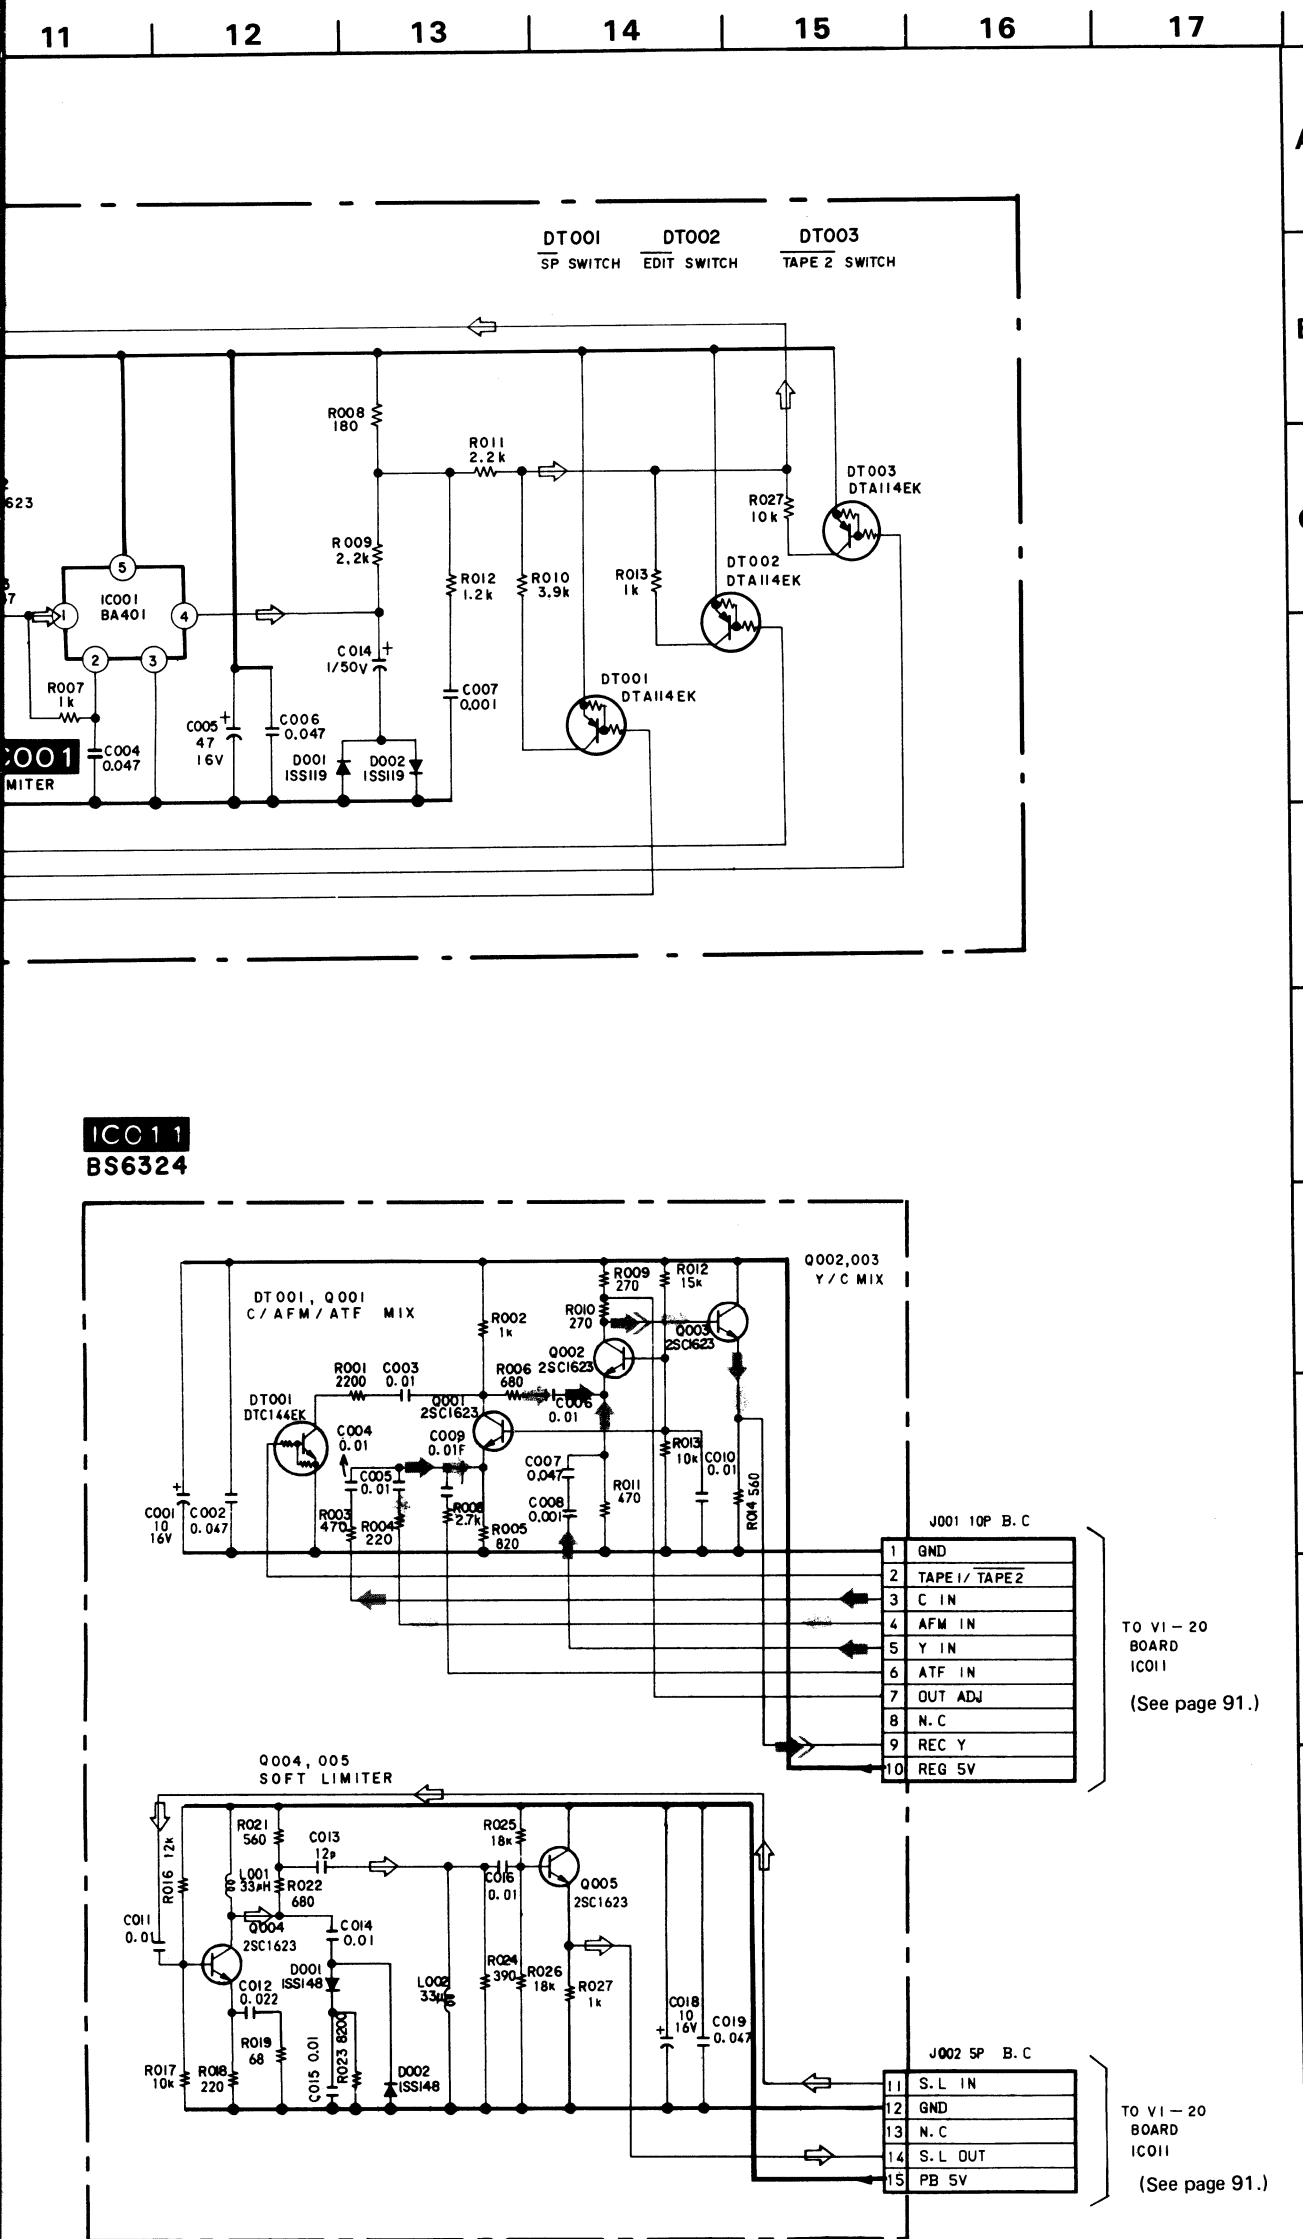 11 12 13 14 15 16 17
A
DT001 DT002 DT003
SP SWITCH EDIT SWITCH TAPE 2 SWITCH
R008
180
R011
2.2k
DT003
DTA114EK
623
R027
10k
R009
2.2k
5
DT002
DTA114EK
IC001
BA401
1
4
R012
1.2k
R010
3.9k
R013
1k
2
3
C014
1/50V
+
R007
1k
DT001
DTA114EK
C007
0.001
C005
47
16V
+
C006
0.047
C001
MITER
C004
0.047
D001
1SS119
D002
1SS119
IC011
BS6324
Q002,003
Y/C MIX
DT001, Q001
C/AFM/ATF MIX
R009
270
R012
15k
R010
270
R002
1k
Q003
2SC1623
Q002
2SC1623
R001
2200
C003
0.01
R006
680
DT001
DTC144EK
Q001
2SC1623
C006
0.01
C004
0.01
C009
0.01F
R013
10k
C010
0.01
C005
0.01
C007
0.047
R011
470
R014 560
+
C001
10
16V
C002
0.047
R003
470
R004
220
R008
2.7k
R005
820
C008
0.001
J001 10P B.C
1 GND
2 TAPE1/TAPE2
3 C IN
4 AFM IN
5 Y IN
6 ATF IN
7 OUT ADJ
8 N.C
9 REC Y
10 REG 5V
TO VI-20
BOARD
IC011
(See page 91.)
Q004, 005
SOFT LIMITER
R021
560
C013
12p
R025
18k
R016 12k
L001
33μH
R022
680
C016
0.01
Q005
2SC1623
C011
0.01
Q004
2SC1623
C014
0.01
D001
1SS148
C012
0.022
L002
33μH
R024
390
R026
18k
R027
1k
C018
10
16V
+
C019
0.047
R019
68
R017
10k
R018
220
C015 0.01
R023 8200
D002
1SS148
J002 5P B.C
11 S.L IN
12 GND
13 N.C
14 S.L OUT
15 PB 5V
TO VI-20
BOARD
IC011
(See page 91.)